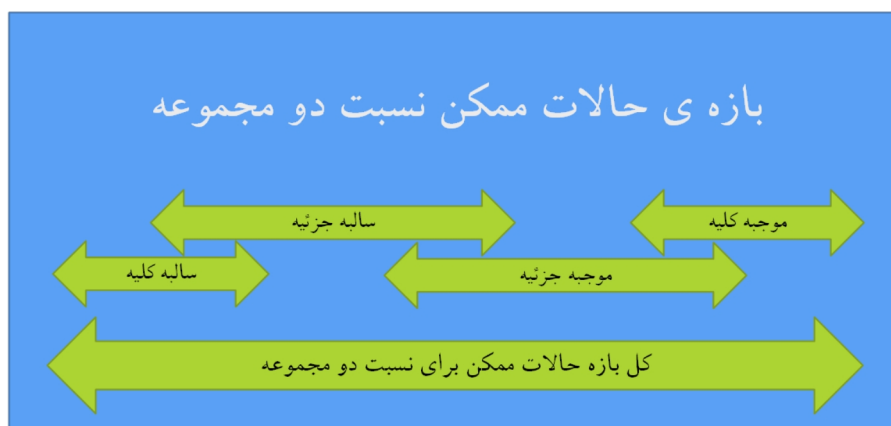 بازه ی حالات ممکن نسبت دو مجموعه
موجبه کلیه
سالبه جزئیه
موجبه جزئیه
سالبه کلیه
کل بازه حالات ممکن برای نسبت دو مجموعه